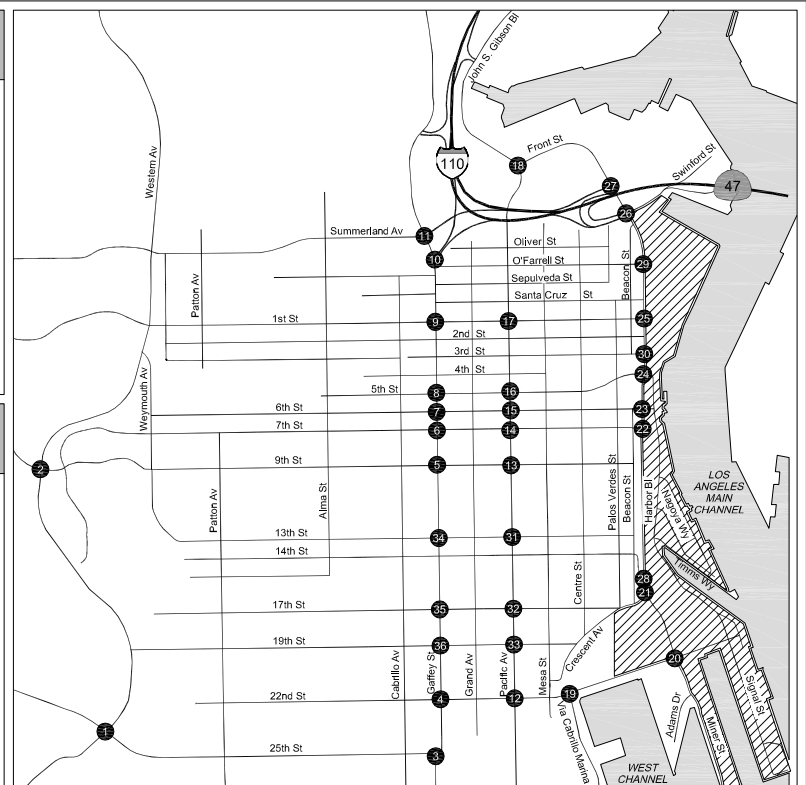 John S. Gibson Bl
110
Front St
18
Western Av
27
Swinford St
47
26
Summerland Av
11
Oliver St
10
O'Farrell St
29
Sepulveda St
Beacon St
Patton Av
Santa Cruz St
1st St
9
17
25
2nd St
3rd St
30
4th St
24
Weymouth Av
5th St
8
16
6th St
7
15
23
7th St
6
14
22
2
9th St
5
13
LOS
ANGELES
MAIN
CHANNEL
Patton Av
Alma St
Palos Verdes St
Beacon St
Harbor Bl
Nagoya Wy
13th St
34
31
14th St
Centre St
28
Timms Wy
21
17th St
35
32
19th St
36
33
Crescent Av
20
Cabrillo Av
Gaffey St
Grand Av
Pacific Av
Mesa St
22nd St
4
12
19
Via Cabrillo Marina
Adams Dr
Miner St
Signal St
1
25th St
3
WEST
CHANNEL